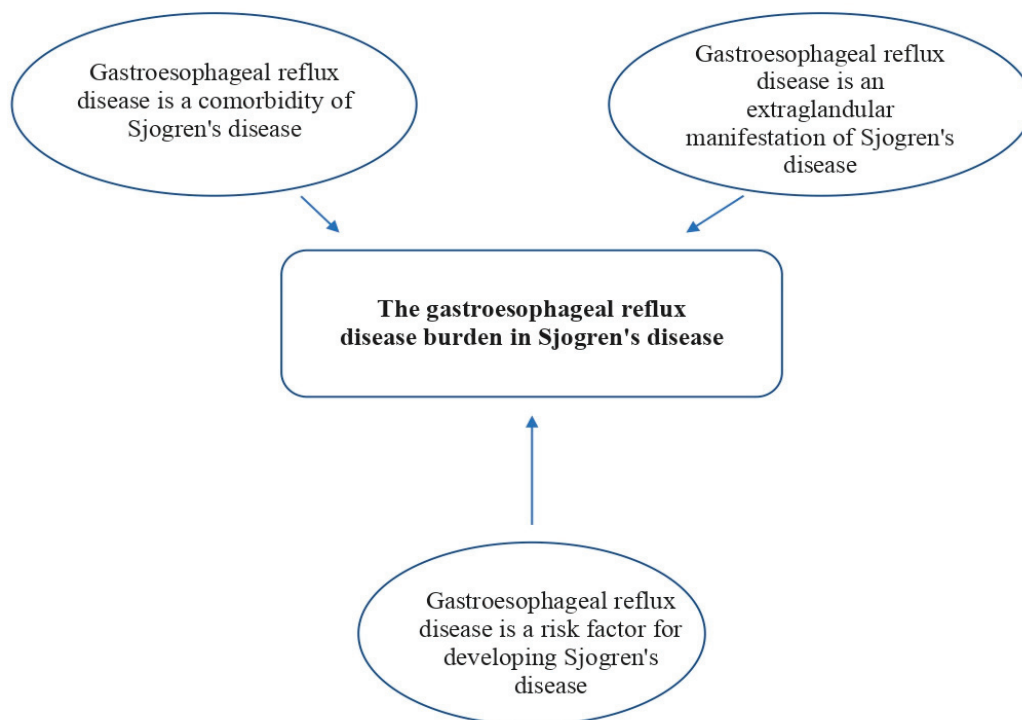 Gastroesophageal reflux
disease is a comorbidity of
Sjogren's disease
Gastroesophageal reflux
disease is an
extraglandular
manifestation of Sjogren's
disease
The gastroesophageal reflux
disease burden in Sjogren's disease
Gastroesophageal reflux
disease is a risk factor for
developing Sjogren's
disease